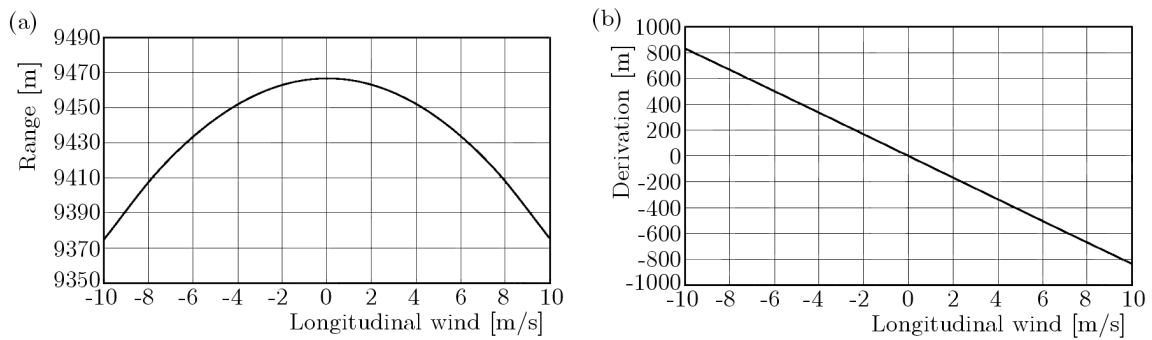 (a)
Range [m]
9490
9470
9450
9430
9410
9390
9370
9350
-10 -8 -6 -4 -2 0 2 4 6 8 10
Longitudinal wind [m/s]
(b)
Derivation [m]
1000
800
600
400
200
0
-200
-400
-600
-800
-1000
-10 -8 -6 -4 -2 0 2 4 6 8 10
Longitudinal wind [m/s]